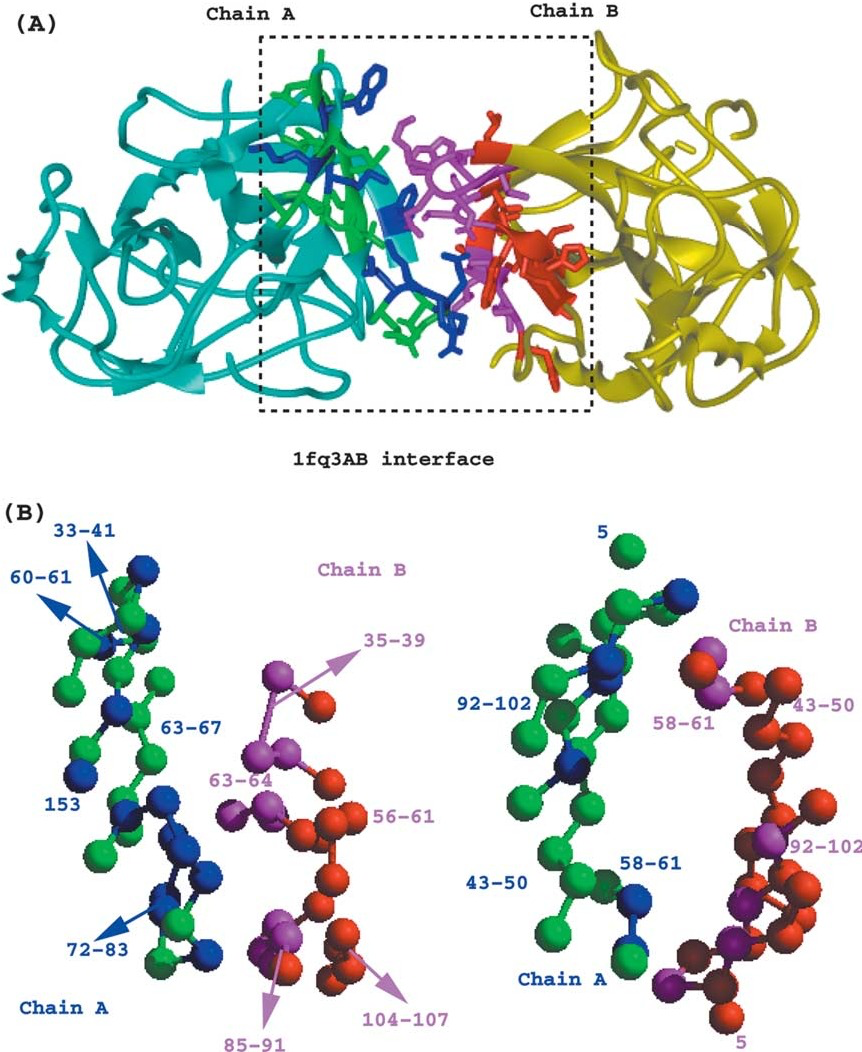 (A)
Chain A
Chain B
1fq3AB interface
(B)
33-41
60-61
Chain B
35-39
63-67
63-64
153
56-61
72-83
Chain A
104-107
85-91
5
Chain B
92-102
58-61
43-50
92-102
58-61
43-50
Chain A
5